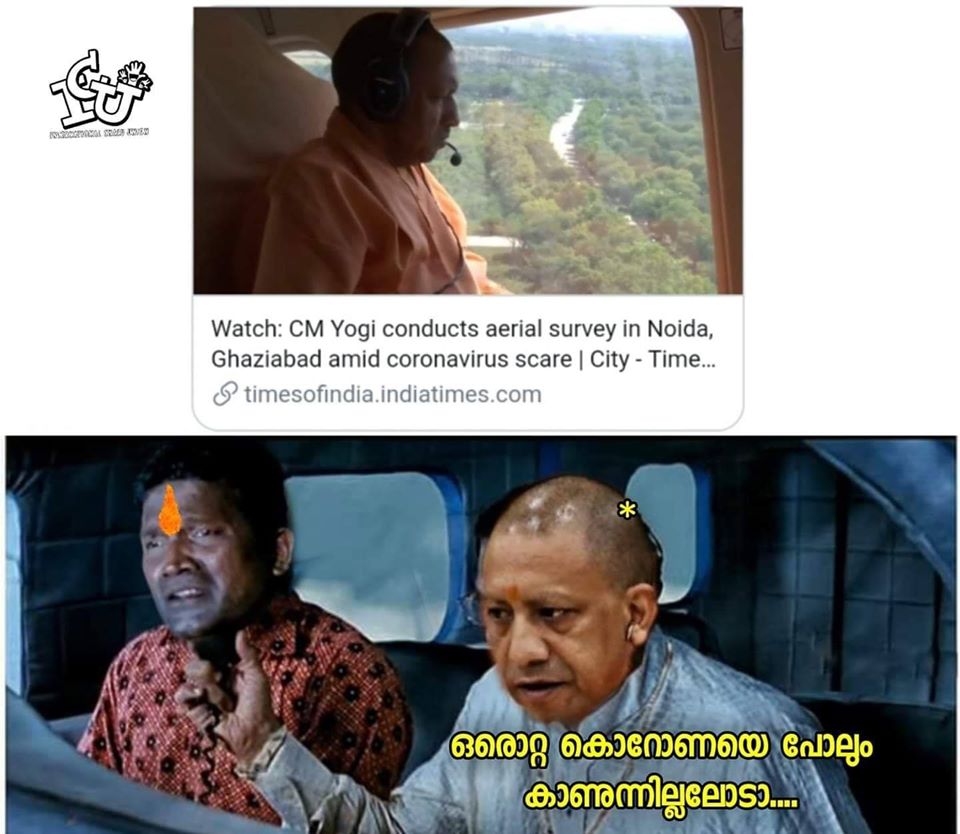 ICU
INTERNATIONAL CHALU UNION
Watch: CM Yogi conducts aerial survey in Noida,
Ghaziabad amid coronavirus scare | City - Time...
timesofindia.indiatimes.com
*
ഒരൊറ്റ കൊറോണയെ പോലും
കാണുന്നില്ലല്ലോടാ....